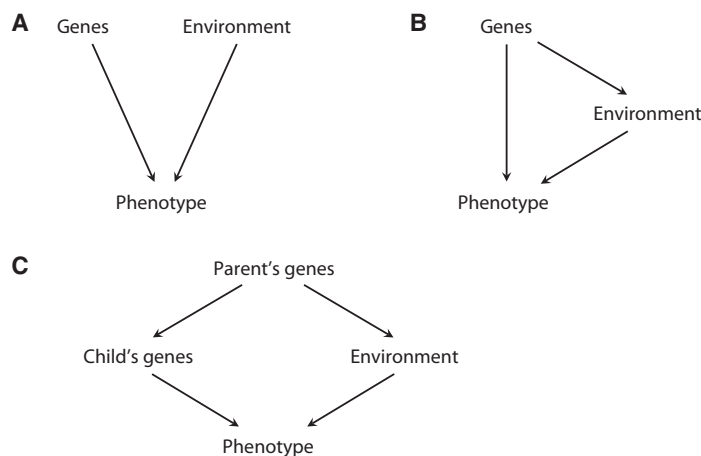 A
Genes
Environment
Phenotype
B
Genes
Environment
Phenotype
C
Parent’s genes
Child’s genes
Environment
Phenotype